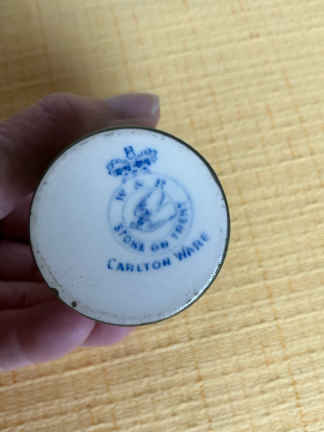 W & R
STOKE ON TRENT
CARLTON WARE